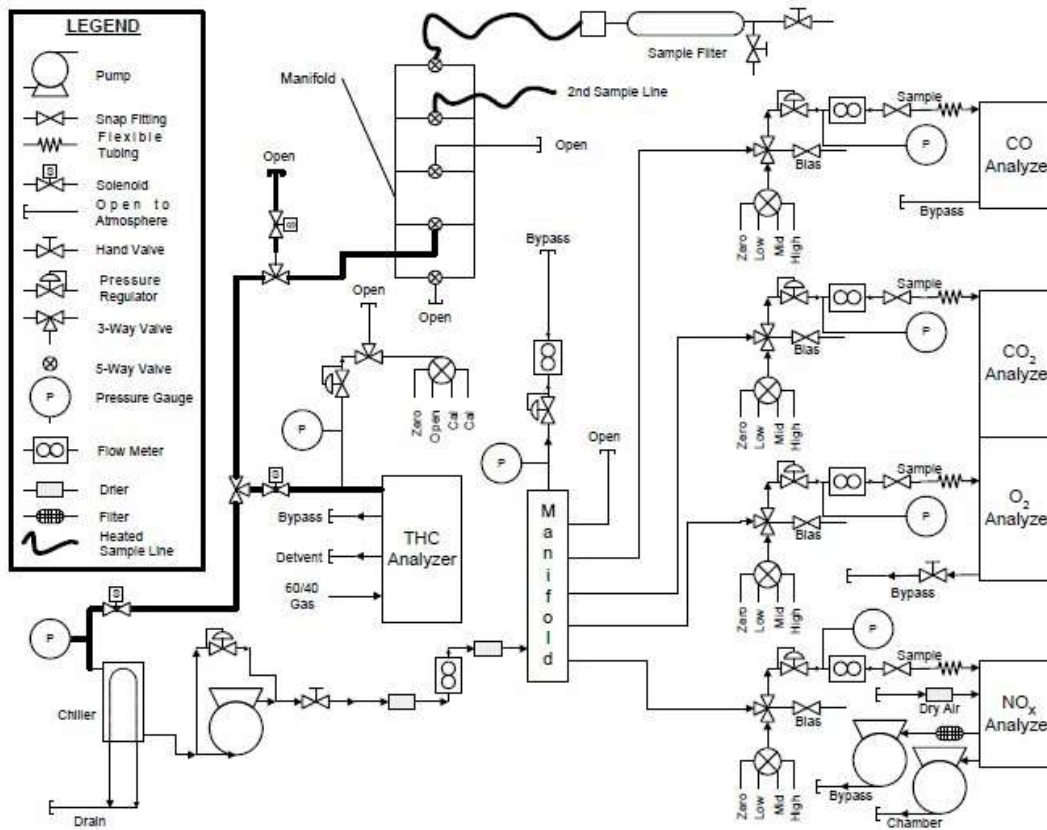 LEGEND
Pump
Snap Fitting
Flexible
Tubing
S
Solenoid
Open to
Atmosphere
Hand Valve
Pressure
Regulator
3-Way Valve
5-Way Valve
P
Pressure Gauge
Flow Meter
Drier
Filter
Heated
Sample Line
Sample Filter
Manifold
2nd Sample Line
Open
Open
Open
Open
Zero
Open
Cal
Cal
P
S
Bypass
Detvent
60/40
Gas
THC
Analyzer
S
P
Chiller
Drain
Bypass
P
Open
Manifold
Sample
P
Bias
Zero
Low
Mid
High
CO
Analyzer
Bypass
Sample
P
Bias
Zero
Low
Mid
High
CO2
Analyzer
Sample
P
Bias
Zero
Low
Mid
High
O2
Analyzer
Bypass
P
Sample
Bias
Zero
Low
Mid
High
Dry Air
NOX
Analyzer
Bypass
Chamber